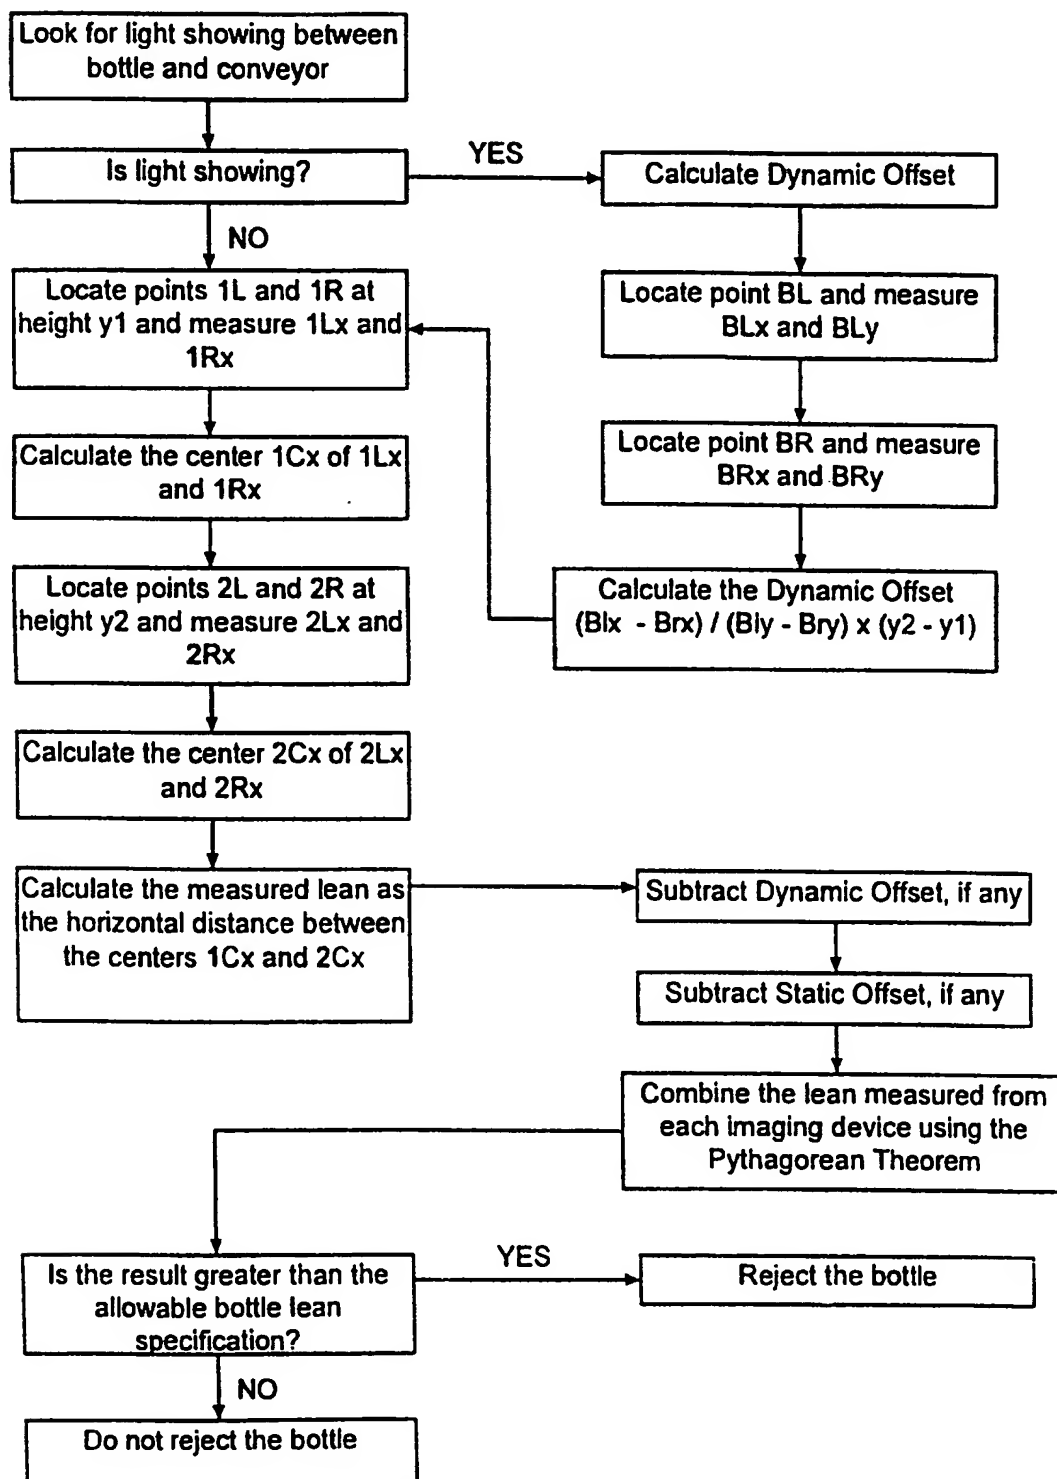 Look for light showing between
bottle and conveyor
Is light showing?
YES
Calculate Dynamic Offset
NO
Locate points 1L and 1R at
height y1 and measure 1Lx and
1Rx
Locate point BL and measure
BLx and BLy
Calculate the center 1Cx of 1Lx
and 1Rx
Locate point BR and measure
BRx and BRy
Locate points 2L and 2R at
height y2 and measure 2Lx and
2Rx
Calculate the Dynamic Offset
(Blx - Brx) / (Bly - Bry) x (y2 - y1)
Calculate the center 2Cx of 2Lx
and 2Rx
Calculate the measured lean as
the horizontal distance between
the centers 1Cx and 2Cx
Subtract Dynamic Offset, if any
Subtract Static Offset, if any
Combine the lean measured from
each imaging device using the
Pythagorean Theorem
Is the result greater than the
allowable bottle lean
specification?
YES
Reject the bottle
NO
Do not reject the bottle